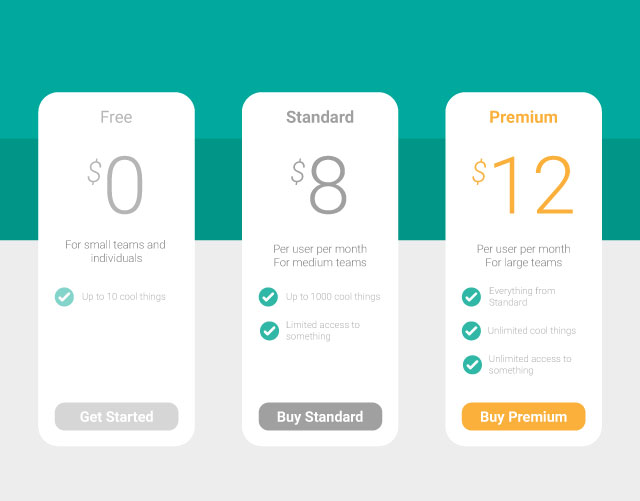 Free
$0
For small teams and
individuals
Up to 10 cool things
Get Started
Standard
$8
Per user per month
For medium teams
Up to 1000 cool things
Limited access to
something
Buy Standard
Premium
$12
Per user per month
For large teams
Everything from
Standard
Unlimited cool things
Unlimited access to
something
Buy Premium